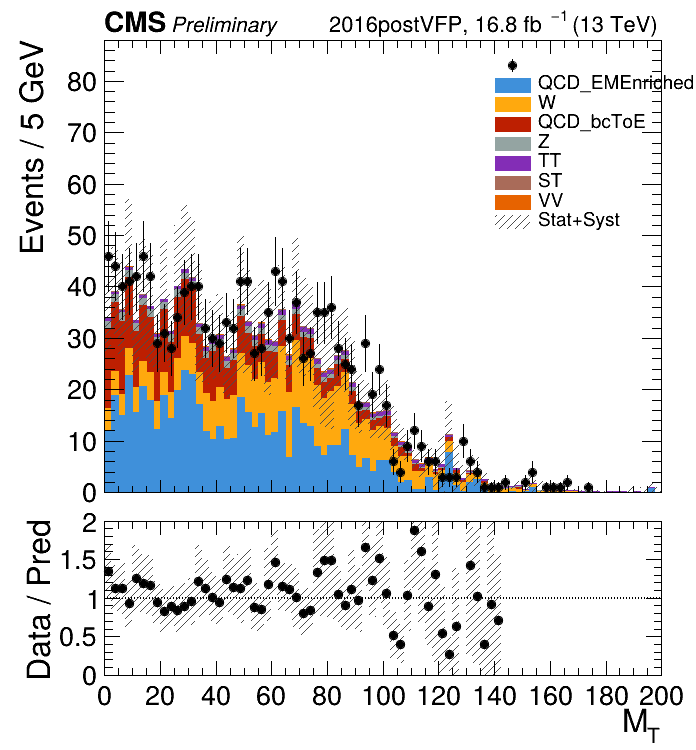 CMS Preliminary 2016postVFP, 16.8 fb ⁻¹ (13 TeV)
Events / 5 GeV
80
70
60
50
40
30
20
10
0
QCD_EMEnriched
W
QCD_bcToE
Z
TT
ST
VV
Stat+Syst
Data / Pred
2
1.5
1
0.5
0
0 20 40 60 80 100 120 140 160 180 200
M_T